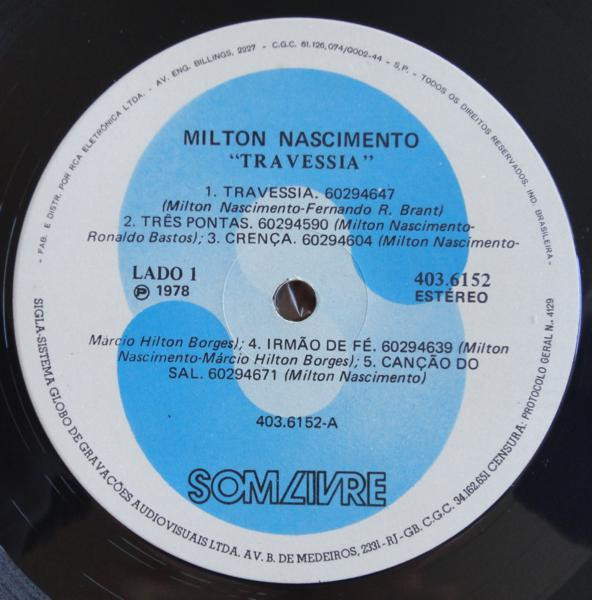 - FAB. E DISTR. POR RCA ELETRÔNICA LTDA. - AV. ENG. BILLINGS, 2227 - C.G.C. 61.126.074/0002-44 - S.P. - TODOS OS DIREITOS RESERVADOS. IND. BRASILEIRA -
MILTON NASCIMENTO
"TRAVESSIA"
1. TRAVESSIA. 60294647
(Milton Nascimento-Fernando R. Brant)
2. TRÊS PONTAS. 60294590 (Milton Nascimento-
Ronaldo Bastos); 3. CRENÇA. 60294604 (Milton Nascimento-
LADO 1
403.6152
℗ 1978
ESTÉREO
Márcio Hilton Borges); 4. IRMÃO DE FÉ. 60294639 (Milton
Nascimento-Márcio Hilton Borges); 5. CANÇÃO DO
SAL. 60294671 (Milton Nascimento)
403.6152-A
SOM LIVRE
SIGLA-SISTEMA GLOBO DE GRAVAÇÕES AUDIOVISUAIS LTDA. AV. B. DE MEDEIROS, 2331-RJ-GB. C.G.C. 34.162.651 CENSURA: PROTOCOLO GERAL N.º 4129